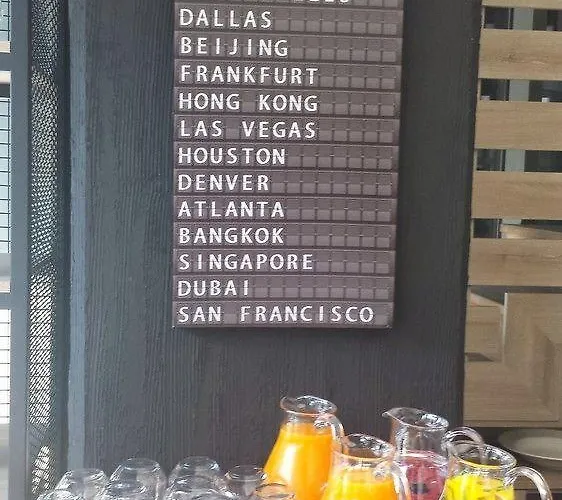 DALLAS
BEIJING
FRANKFURT
HONG KONG
LAS VEGAS
HOUSTON
DENVER
ATLANTA
BANGKOK
SINGAPORE
DUBAI
SAN FRANCISCO